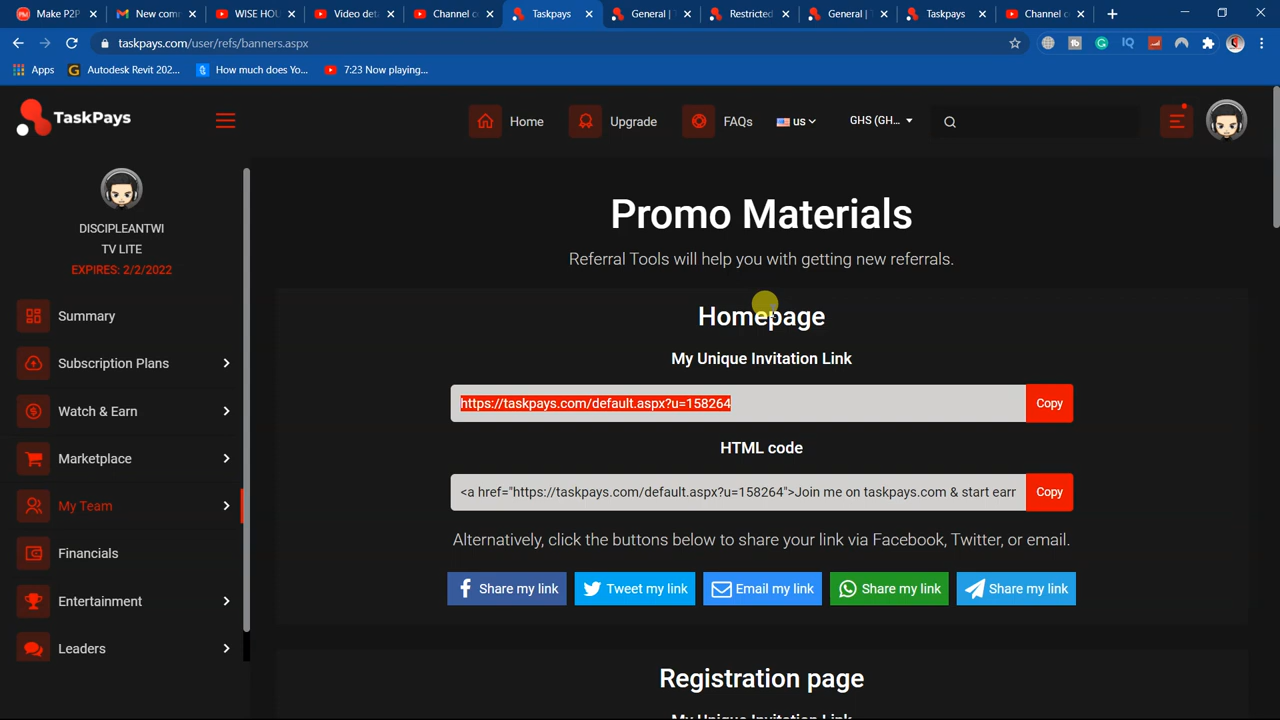 Make P2P
New comm
WISE HOU
Video det
Channel c
Taskpays
General | T
Restricted
General | T
Taskpays
Channel c
taskpays.com/user/refs/banners.aspx
Apps
Autodesk Revit 202...
How much does Yo...
7:23 Now playing...
TaskPays
Home
Upgrade
FAQs
us
GHS (GH...
DISCIPLEANTWI
TV LITE
EXPIRES: 2/2/2022
Summary
Subscription Plans
Watch & Earn
Marketplace
My Team
Financials
Entertainment
Leaders
Promo Materials
Referral Tools will help you with getting new referrals.
Homepage
My Unique Invitation Link
https://taskpays.com/default.aspx?u=158264
Copy
HTML code
<a href="https://taskpays.com/default.aspx?u=158264">Join me on taskpays.com & start earr
Copy
Alternatively, click the buttons below to share your link via Facebook, Twitter, or email.
Share my link
Tweet my link
Email my link
Share my link
Share my link
Registration page
My Unique Invitation Link